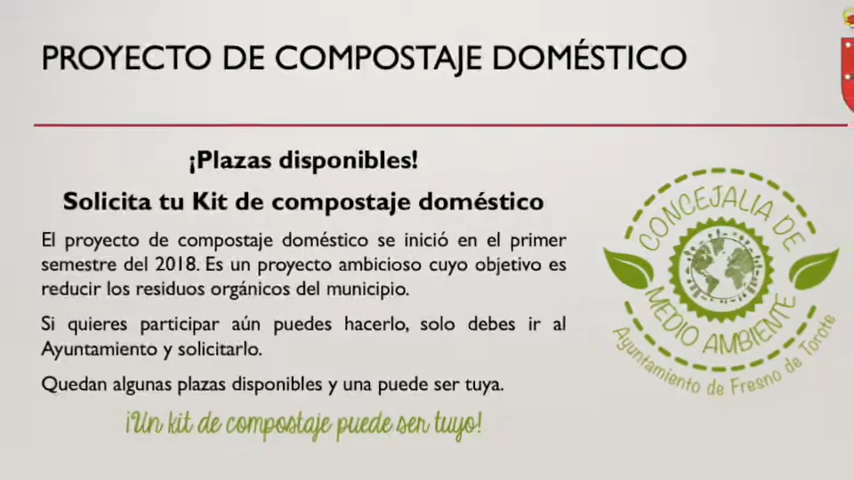 PROYECTO DE COMPOSTAJE DOMÉSTICO
¡Plazas disponibles!
Solicita tu Kit de compostaje doméstico
El proyecto de compostaje doméstico se inició en el primer
semestre del 2018. Es un proyecto ambicioso cuyo objetivo es
reducir los residuos orgánicos del municipio.
Si quieres participar aún puedes hacerlo, solo debes ir al
Ayuntamiento y solicitarlo.
Quedan algunas plazas disponibles y una puede ser tuya.
¡Un kit de compostaje puede ser tuyo!
CONCEJALIA DE
MEDIO AMBIENTE
Ayuntamiento de Fresno de Torote